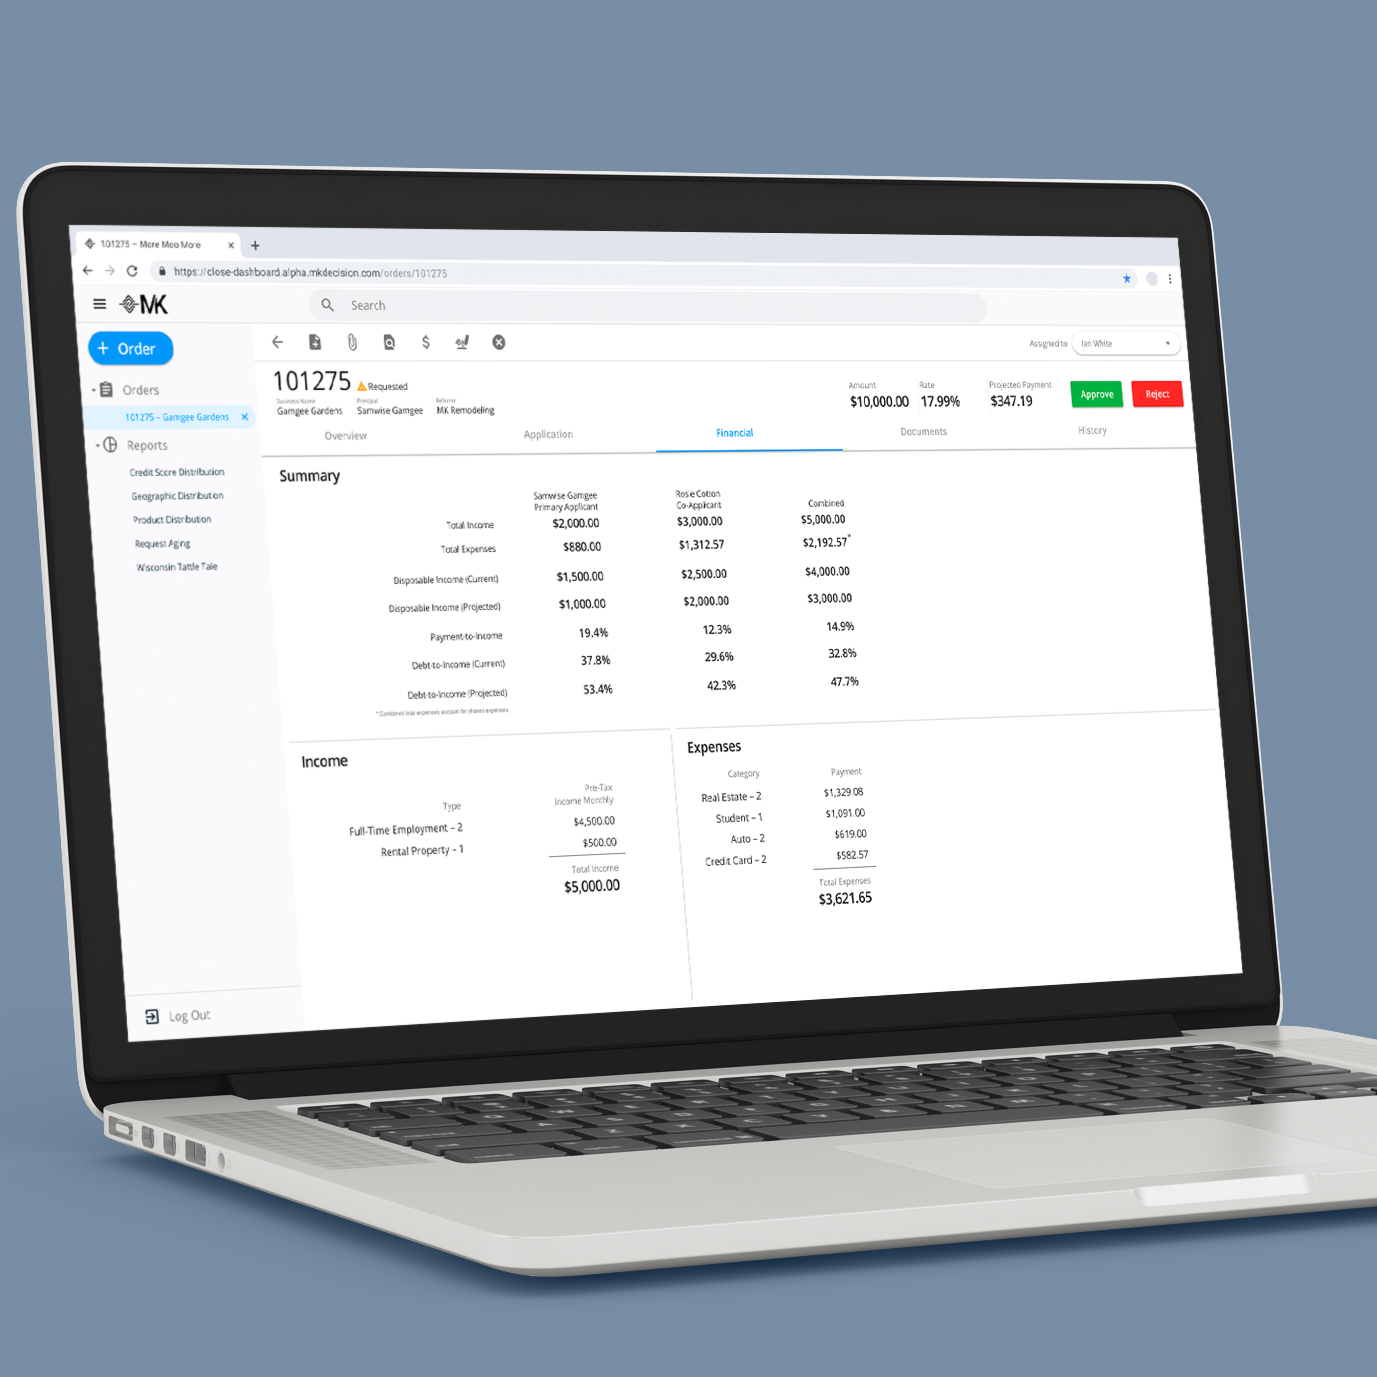 101275 – More Moo More
https://close-dashboard.alpha.mkdecision.com/orders/101275
MK
Search
+ Order
Assigned to Ian White
Orders
101275 – Gamgee Gardens
Reports
Credit Score Distribution
Geographic Distribution
Product Distribution
Request Aging
Wisconsin Tattle Tale
Log Out
101275 Requested
Business Name Principal Referrer
Gamgee Gardens Samwise Gamgee MK Remodeling
Amount Rate Projected Payment
$10,000.00 17.99% $347.19
Approve Reject
Overview Application Financial Documents History
Summary
Samwise Gamgee Rosie Cotton
Primary Applicant Co-Applicant Combined
Total Income $2,000.00 $3,000.00 $5,000.00
Total Expenses $880.00 $1,312.57 $2,192.57*
Disposable Income (Current) $1,500.00 $2,500.00 $4,000.00
Disposable Income (Projected) $1,000.00 $2,000.00 $3,000.00
Payment-to-Income 19.4% 12.3% 14.9%
Debt-to-Income (Current) 37.8% 29.6% 32.8%
Debt-to-Income (Projected) 53.4% 42.3% 47.7%
* Combined total expenses account for shared expenses
Income
Pre-Tax
Type Income Monthly
Full-Time Employment – 2 $4,500.00
Rental Property – 1 $500.00
Total Income
$5,000.00
Expenses
Category Payment
Real Estate – 2 $1,329.08
Student – 1 $1,091.00
Auto – 2 $619.00
Credit Card – 2 $582.57
Total Expenses
$3,621.65